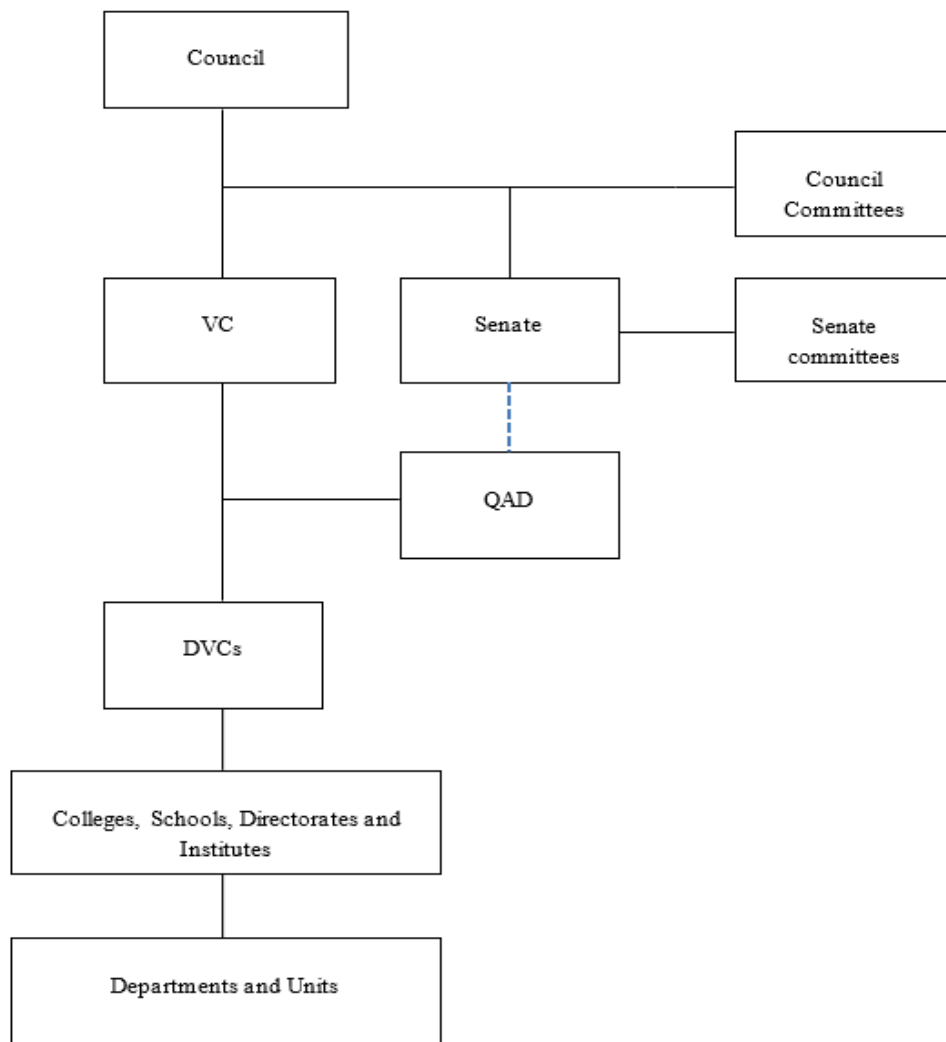 Council
Council
Committees
VC
Senate
Senate
committees
QAD
DVCs
Colleges, Schools, Directorates and
Institutes
Departments and Units